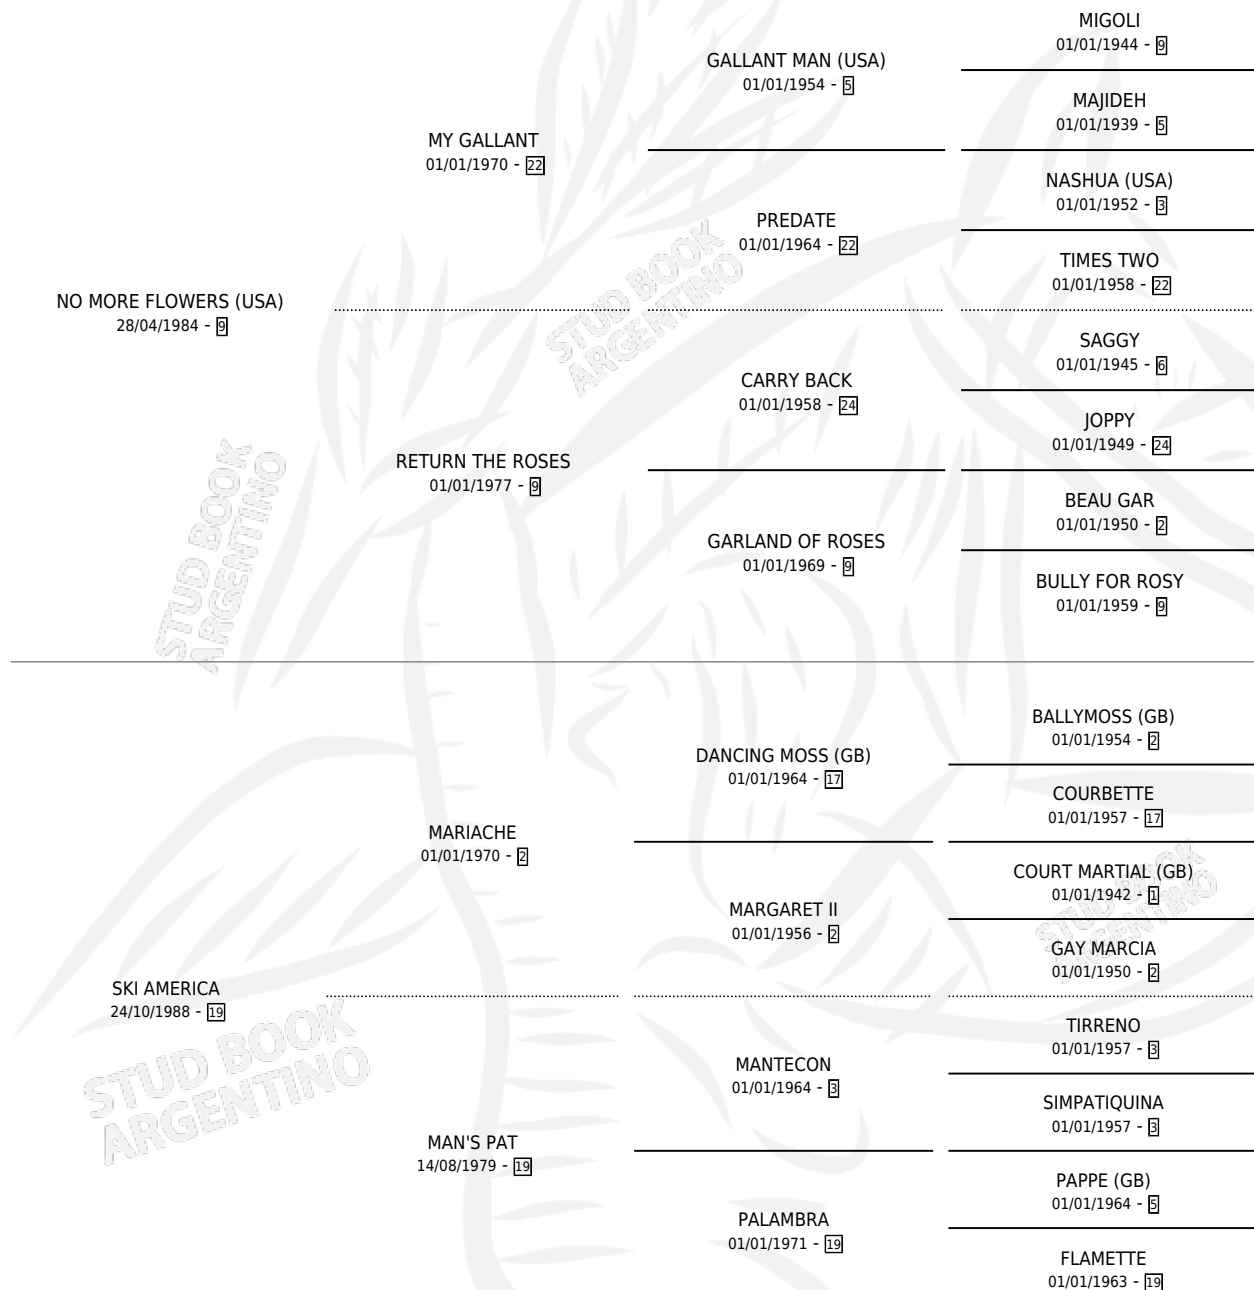 NO MORE FLOWERS (USA)
28/04/1984 - 9
MY GALLANT
01/01/1970 - 22
RETURN THE ROSES
01/01/1977 - 9
GALLANT MAN (USA)
01/01/1954 - 5
PREDATE
01/01/1964 - 22
CARRY BACK
01/01/1958 - 24
GARLAND OF ROSES
01/01/1969 - 9
MIGOLI
01/01/1944 - 9
MAJIDEH
01/01/1939 - 5
NASHUA (USA)
01/01/1952 - 3
TIMES TWO
01/01/1958 - 22
SAGGY
01/01/1945 - 6
JOPPY
01/01/1949 - 24
BEAU GAR
01/01/1950 - 2
BULLY FOR ROSY
01/01/1959 - 9
STUD BOOK
ARGENTINO
STUD BOOK
ARGENTINO
SKI AMERICA
24/10/1988 - 19
MARIACHE
01/01/1970 - 2
MAN'S PAT
14/08/1979 - 19
DANCING MOSS (GB)
01/01/1964 - 17
MARGARET II
01/01/1956 - 2
MANTECON
01/01/1964 - 3
PALAMBRA
01/01/1971 - 19
BALLYMOSS (GB)
01/01/1954 - 2
COURBETTE
01/01/1957 - 17
COURT MARTIAL (GB)
01/01/1942 - 1
GAY MARCIA
01/01/1950 - 2
TIRRENO
01/01/1957 - 3
SIMPATIQUINA
01/01/1957 - 3
PAPPE (GB)
01/01/1964 - 5
FLAMETTE
01/01/1963 - 19
STUD BOOK
ARGENTINO
STUD BOOK
ARGENTINO